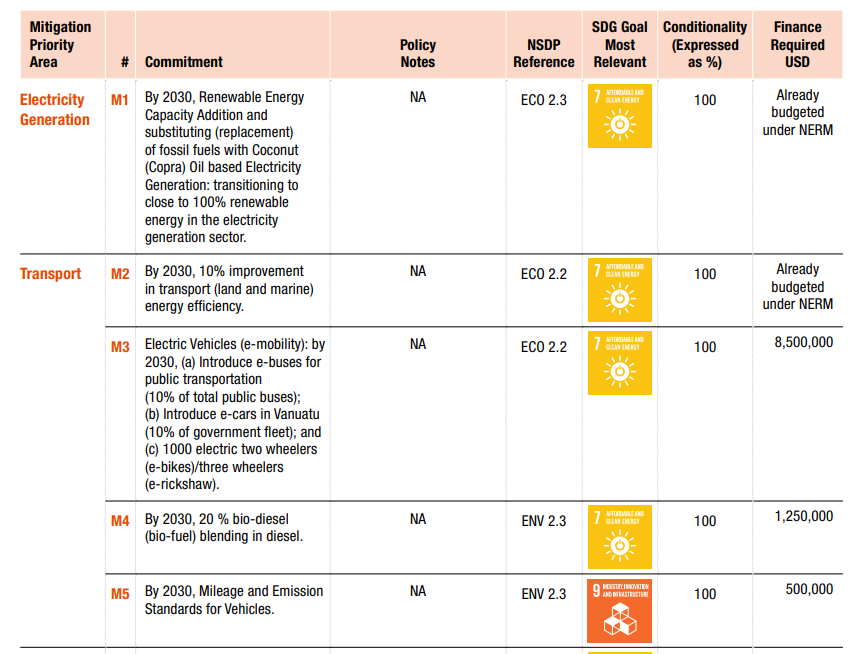 Mitigation
Priority
Area
#
Commitment
Policy
Notes
NSDP
Reference
SDG Goal
Most
Relevant
Conditionality
(Expressed
as %)
Finance
Required
USD
Electricity
Generation
M1
By 2030, Renewable Energy
Capacity Addition and
substituting (replacement)
of fossil fuels with Coconut
(Copra) Oil based Electricity
Generation: transitioning to
close to 100% renewable
energy in the electricity
generation sector.
NA
ECO 2.3
7 AFFORDABLE AND
CLEAN ENERGY
100
Already
budgeted
under NERM
Transport
M2
By 2030, 10% improvement
in transport (land and marine)
energy efficiency.
NA
ECO 2.2
7 AFFORDABLE AND
CLEAN ENERGY
100
Already
budgeted
under NERM
M3
Electric Vehicles (e-mobility): by
2030, (a) Introduce e-buses for
public transportation
(10% of total public buses);
(b) Introduce e-cars in Vanuatu
(10% of government fleet); and
(c) 1000 electric two wheelers
(e-bikes)/three wheelers
(e-rickshaw).
NA
ECO 2.2
7 AFFORDABLE AND
CLEAN ENERGY
100
8,500,000
M4
By 2030, 20 % bio-diesel
(bio-fuel) blending in diesel.
NA
ENV 2.3
7 AFFORDABLE AND
CLEAN ENERGY
100
1,250,000
M5
By 2030, Mileage and Emission
Standards for Vehicles.
NA
ENV 2.3
9 INDUSTRY, INNOVATION
AND INFRASTRUCTURE
100
500,000